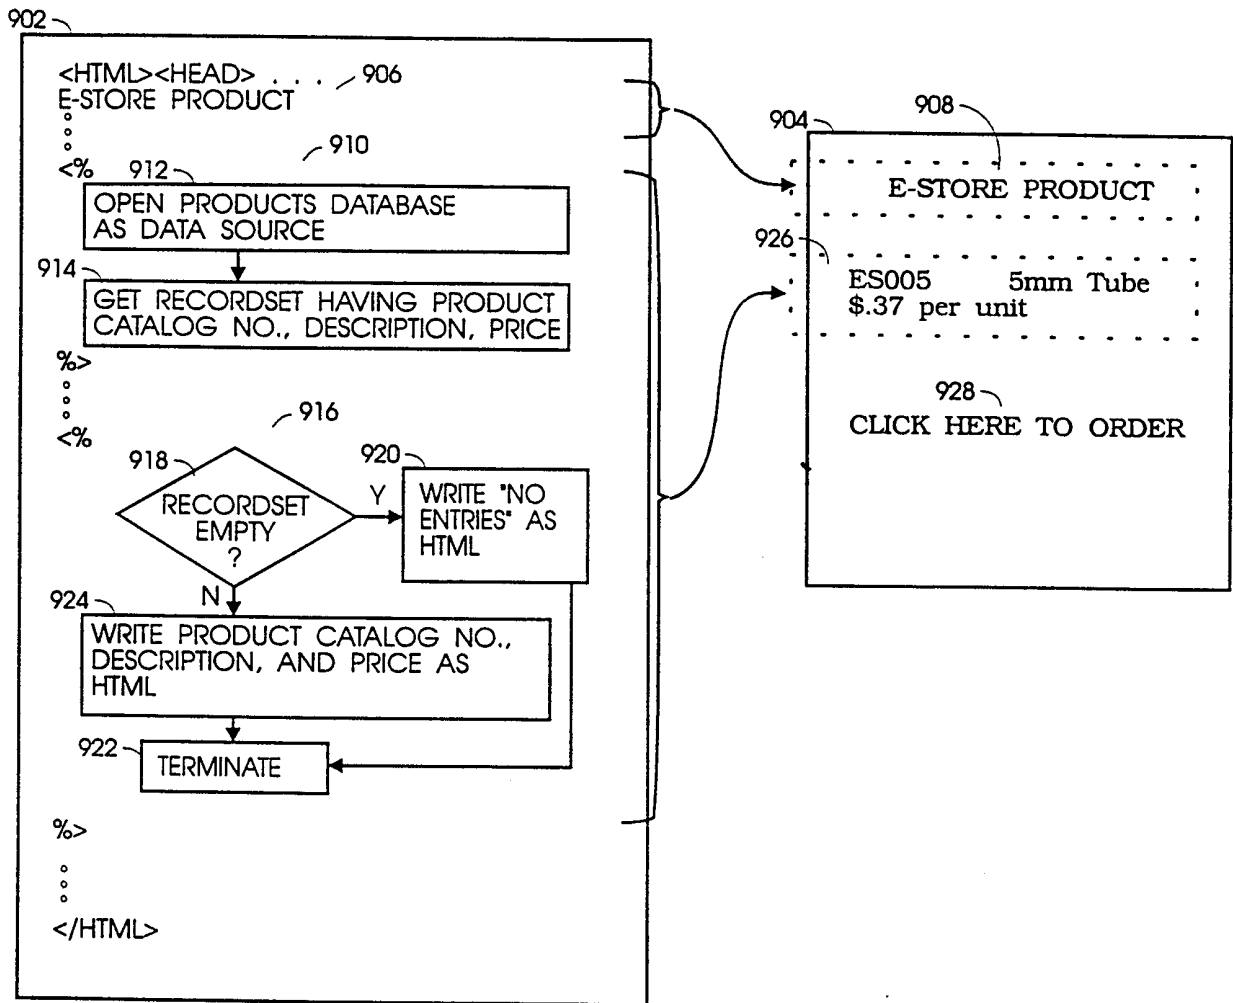 902
<HTML><HEAD> . . . 906
E-STORE PRODUCT
<% 910
912
OPEN PRODUCTS DATABASE
AS DATA SOURCE
914
GET RECORDSET HAVING PRODUCT
CATALOG NO., DESCRIPTION, PRICE
%>
916
<%
918
RECORDSET
EMPTY
?
Y
N
920
WRITE "NO
ENTRIES" AS
HTML
924
WRITE PRODUCT CATALOG NO.,
DESCRIPTION, AND PRICE AS
HTML
922
TERMINATE
%>
</HTML>
904
908
E-STORE PRODUCT
926
ES005 5mm Tube
$.37 per unit
928
CLICK HERE TO ORDER